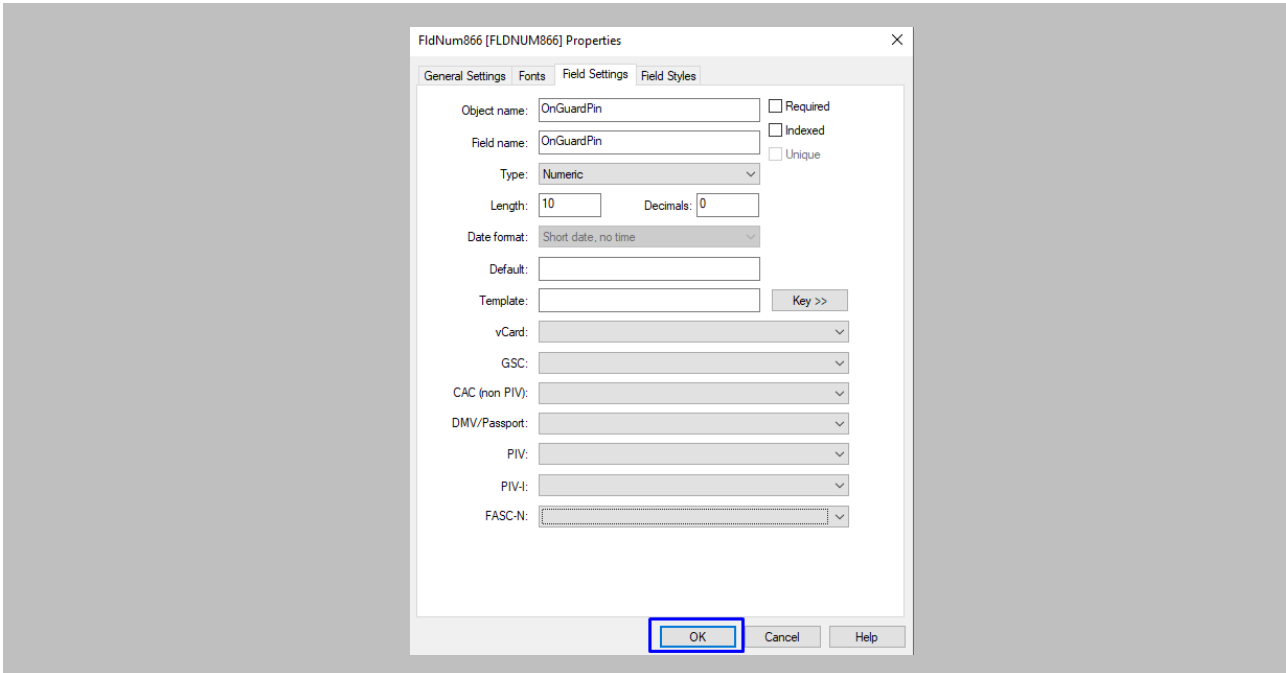 FldNum866 [FLDNUM866] Properties
General Settings Fonts Field Settings Field Styles
Object name: OnGuardPin Required
Field name: OnGuardPin Indexed
Unique
Type: Numeric
Length: 10 Decimals: 0
Date format: Short date, no time
Default:
Template: Key >>
vCard:
GSC:
CAC (non PIV):
DMV/Passport:
PIV:
PIV-I:
FASC-N:
OK Cancel Help